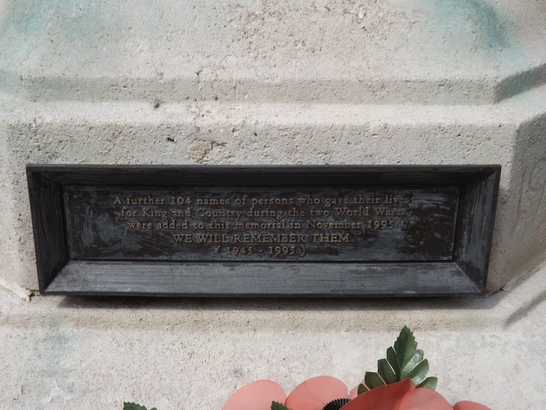 A further 104 names of persons who gave their lives
for King and Country during the two World Wars
were added to this memorial in November 1995
WE WILL REMEMBER THEM
( 1945 - 1995 )